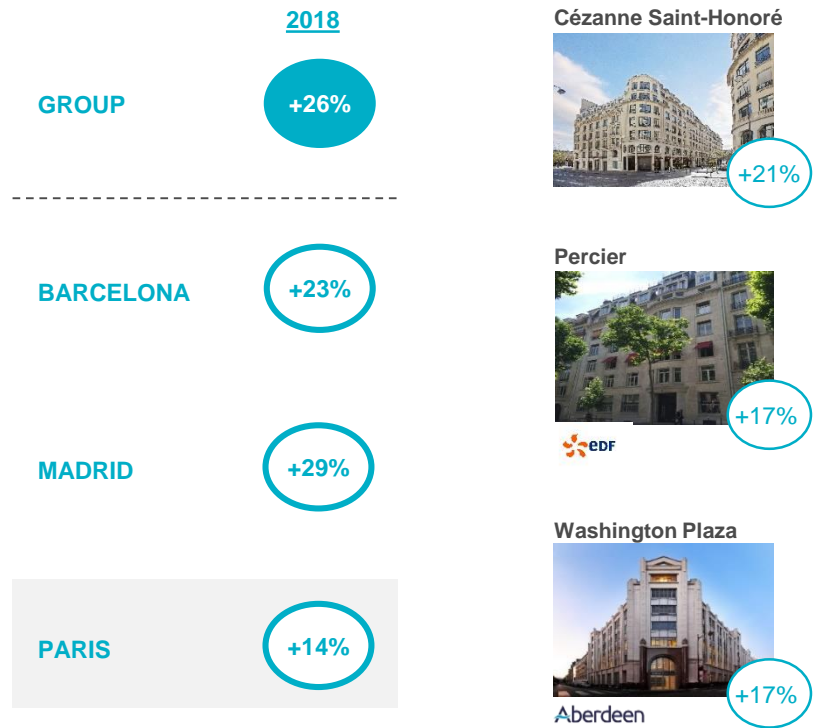 2018
GROUP
+26%
BARCELONA
+23%
MADRID
+29%
PARIS
+14%
Cézanne Saint-Honoré
+21%
Percier
+17%
eDF
Washington Plaza
+17%
Aberdeen